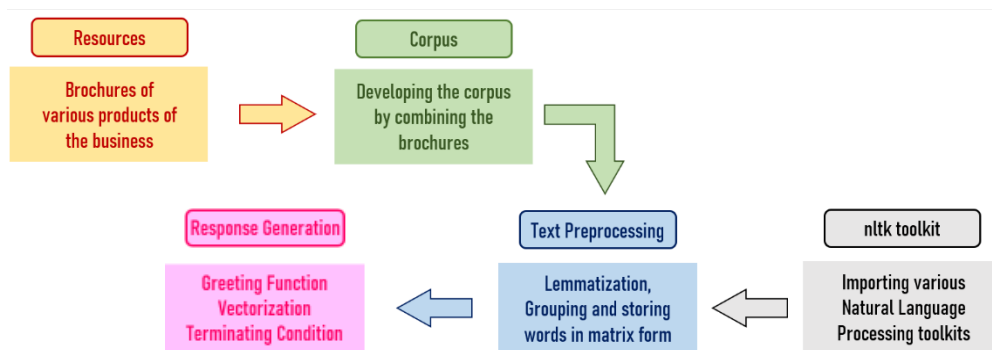 Resources
Brochures of
various products of
the business
Corpus
Developing the corpus
by combining the
brochures
Response Generation
Greeting Function
Vectorization
Terminating Condition
Text Preprocessing
Lemmatization,
Grouping and storing
words in matrix form
nltk toolkit
Importing various
Natural Language
Processing toolkits